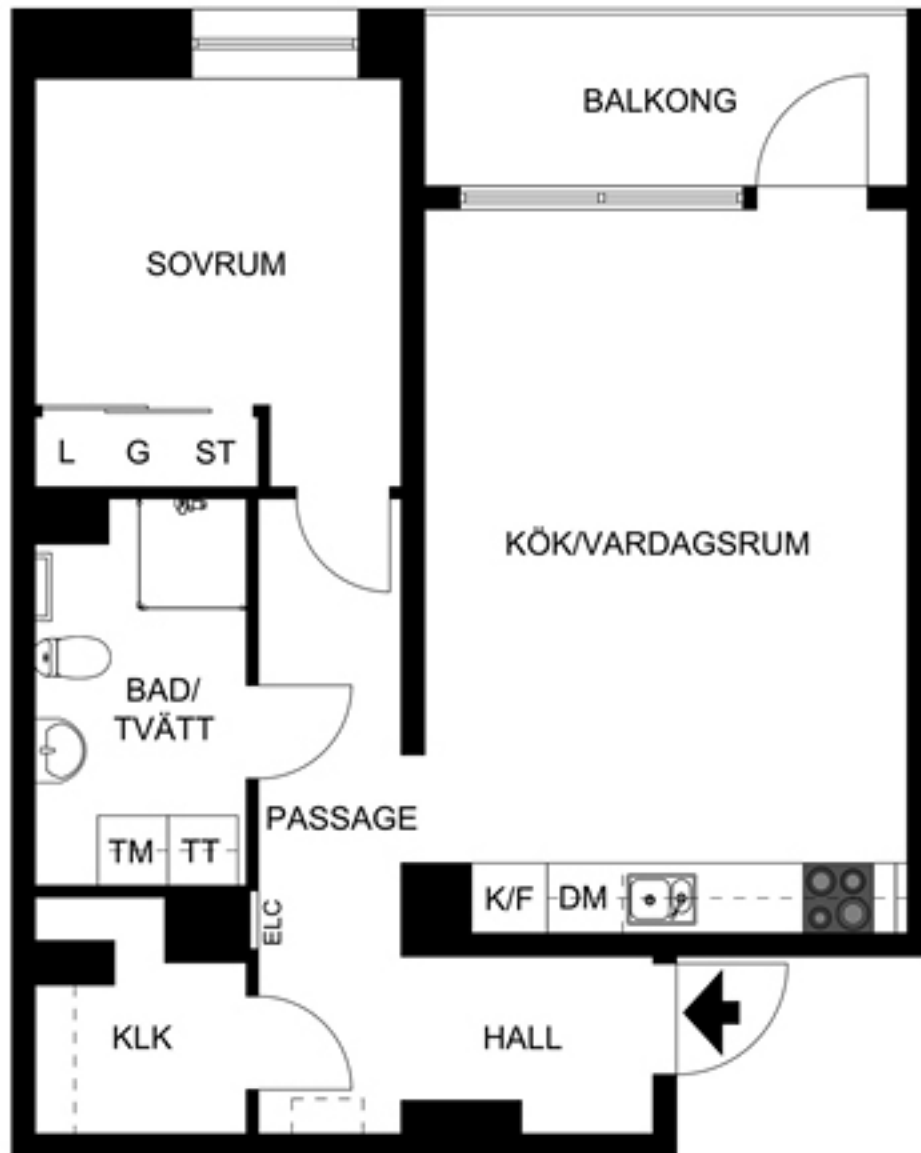 BALKONG
SOVRUM
L G ST
KÖK/VARDAGSRUM
BAD/
TVÄTT
PASSAGE
TM TT
K/F DM
ELC
KLK
HALL